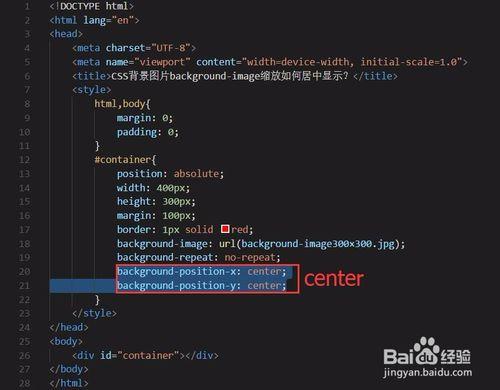 1 <!DOCTYPE html>
2 <html lang="en">
3 <head>
4 <meta charset="UTF-8">
5 <meta name="viewport" content="width=device-width, initial-scale=1.0">
6 <title>CSS背景图片background-image缩放如何居中显示？</title>
7 <style>
8 html,body{
9 margin: 0;
10 padding: 0;
11 }
12 #container{
13 position: absolute;
14 width: 400px;
15 height: 300px;
16 margin: 100px;
17 border: 1px solid red;
18 background-image: url(background-image300×300.jpg);
19 background-repeat: no-repeat;
20 background-position-x: center;
21 background-position-y: center;
center
22 }
23 </style>
24 </head>
25 <body>
26 <div id="container"></div>
27 </body>
28 </html>
Baidu经验
jingyan.baidu.com